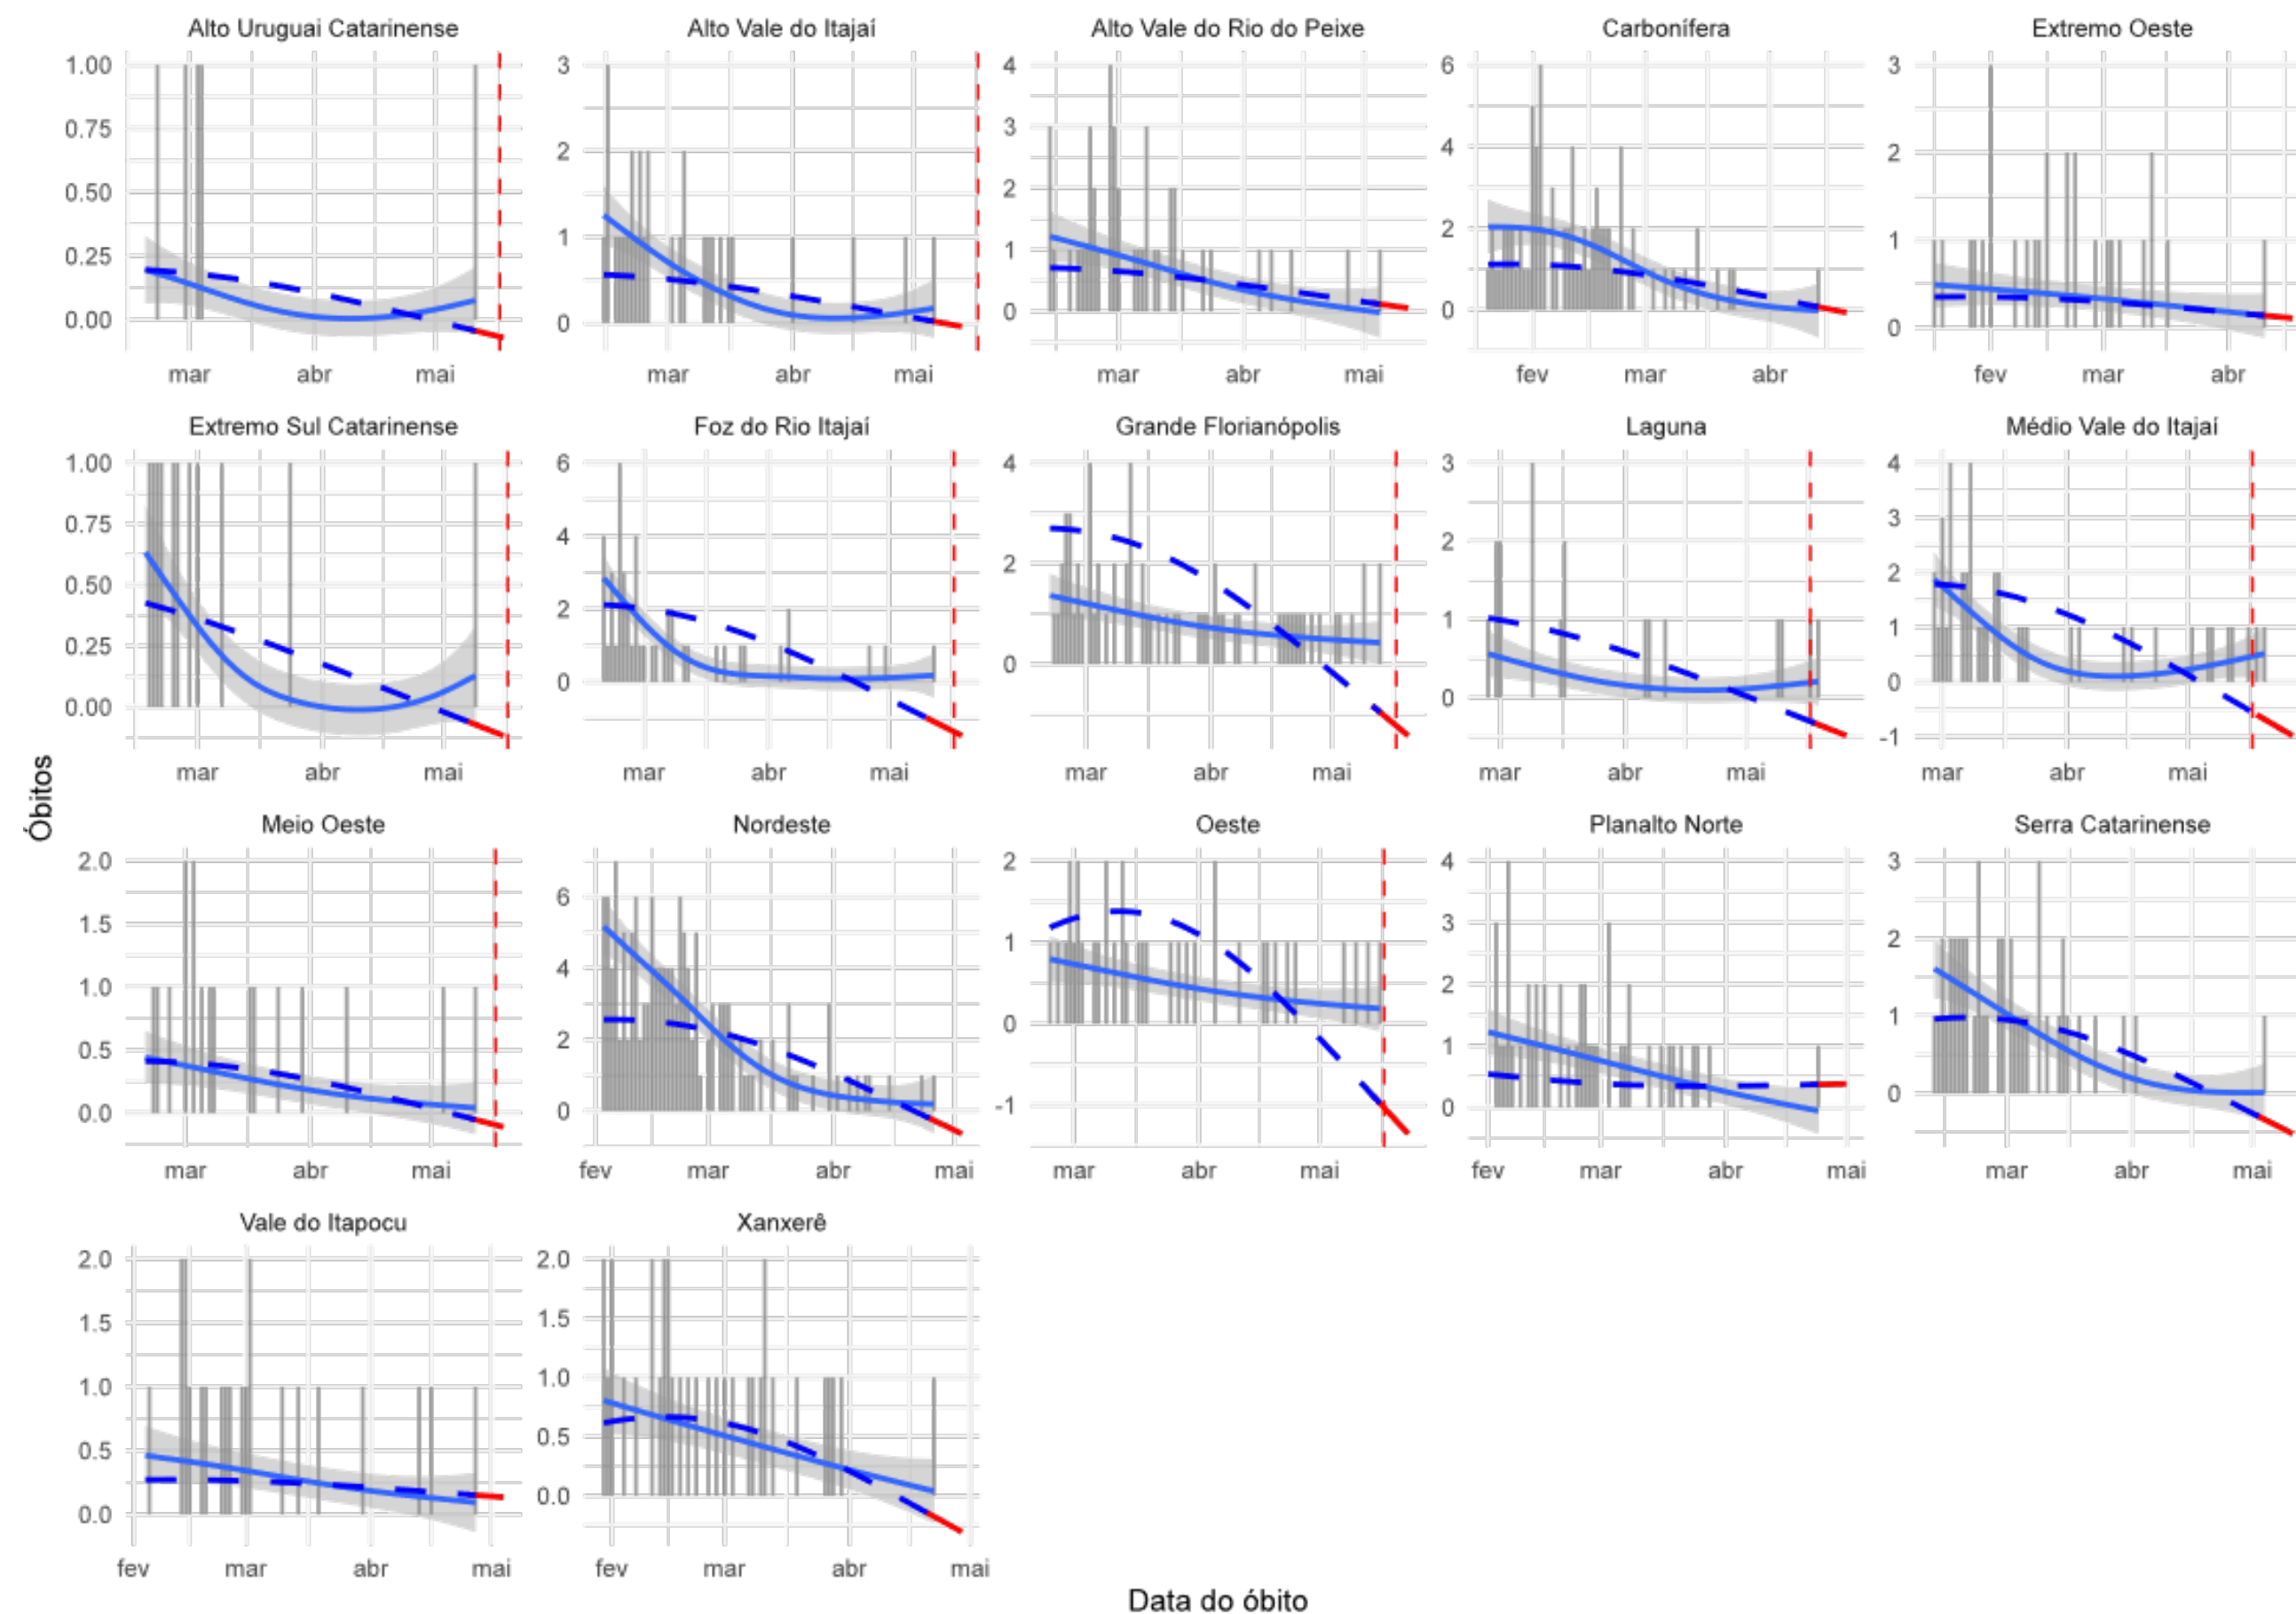 Alto Uruguai Catarinense
Alto Vale do Itajaí
Alto Vale do Rio do Peixe
Carbonífera
Extremo Oeste
1.00
0.75
0.50
0.25
0.00
3
2
1
0
4
3
2
1
0
6
4
2
0
3
2
1
0
mar abr mai
mar abr mai
mar abr mai
fev mar abr
fev mar abr
Extremo Sul Catarinense
Foz do Rio Itajaí
Grande Florianópolis
Laguna
Médio Vale do Itajaí
1.00
0.75
0.50
0.25
0.00
6
4
2
0
4
2
0
3
2
1
0
4
3
2
1
0
-1
mar abr mai
mar abr mai
mar abr mai
mar abr mai
mar abr mai
Óbitos
Meio Oeste
Nordeste
Oeste
Planalto Norte
Serra Catarinense
2.0
1.5
1.0
0.5
0.0
6
4
2
0
2
1
0
-1
4
3
2
1
0
3
2
1
0
mar abr mai
fev mar abr mai
mar abr mai
fev mar abr mai
mar abr mai
Vale do Itapocu
Xanxerê
2.0
1.5
1.0
0.5
0.0
2.0
1.5
1.0
0.5
0.0
fev mar abr mai
fev mar abr mai
Data do óbito